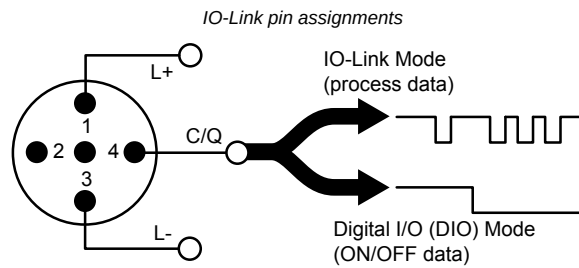 IO-Link pin assignments
L+
IO-Link Mode
(process data)
1
2
4
C/Q
3
L-
Digital I/O (DIO) Mode
(ON/OFF data)